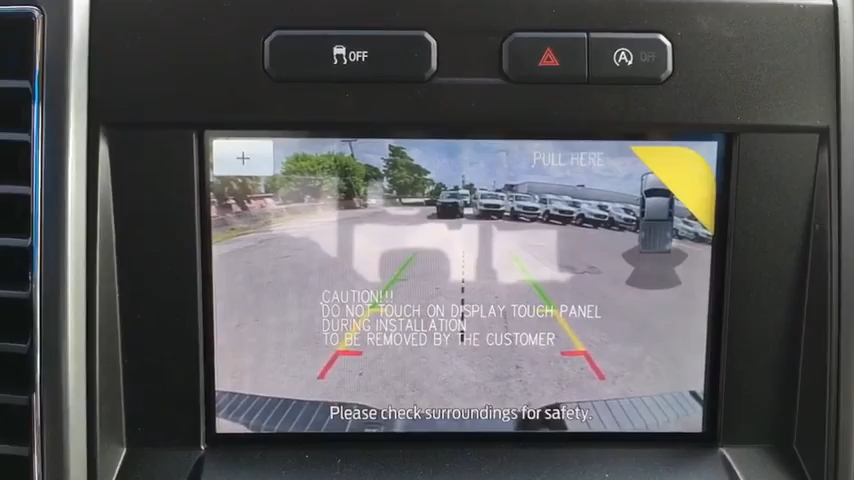 OFF
A OFF
+
PULL HERE
CAUTION!!!
DO NOT TOUCH ON DISPLAY TOUCH PANEL
DURING INSTALLATION
TO BE REMOVED BY THE CUSTOMER
Please check surroundings for safety.